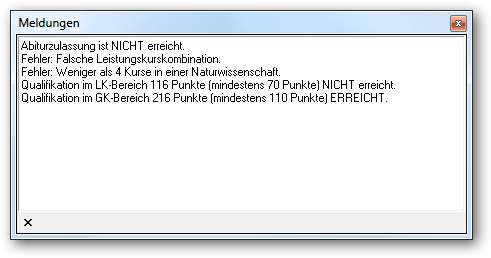 Meldungen
Abiturzulassung ist NICHT erreicht.
Fehler: Falsche Leistungskurskombination.
Fehler: Weniger als 4 Kurse in einer Naturwissenschaft.
Qualifikation im LK-Bereich 116 Punkte (mindestens 70 Punkte) NICHT erreicht.
Qualifikation im GK-Bereich 216 Punkte (mindestens 110 Punkte) ERREICHT.